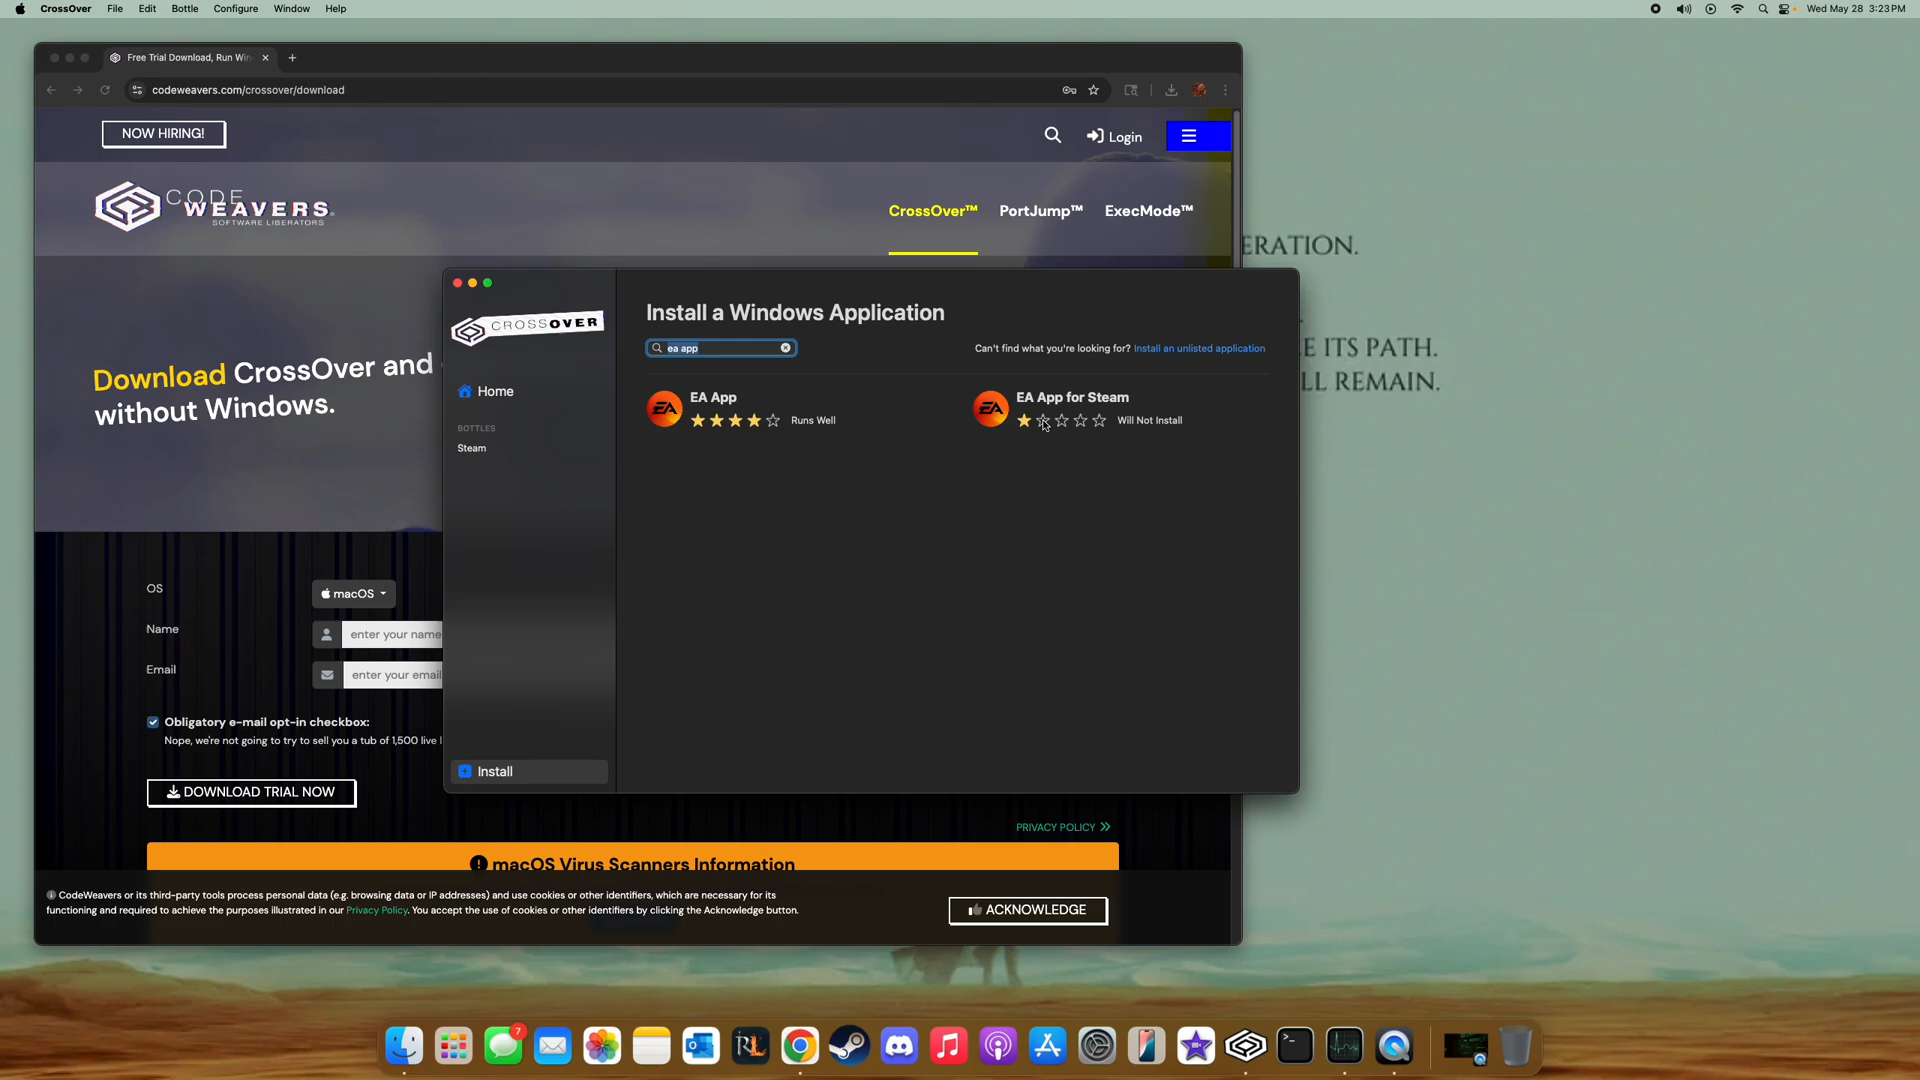 CrossOver File Edit Bottle Configure Window Help Wed May 28 3:23 PM
Free Trial Download, Run Win
codeweavers.com/crossover/download
NOW HIRING!
Login
CODE
WEAVERS
SOFTWARE LIBERATORS
CrossOver™ PortJump™ ExecMode™
ERATION.
E ITS PATH.
LL REMAIN.
Download CrossOver and
without Windows.
CROSSOVER
Home
BOTTLES
Steam
Install
Install a Windows Application
ea app
Can't find what you're looking for? Install an unlisted application
EA App
Runs Well
EA App for Steam
Will Not Install
OS
macOS
Name
enter your name
Email
enter your email
Obligatory e-mail opt-in checkbox:
Nope, we're not going to try to sell you a tub of 1,500 live l
DOWNLOAD TRIAL NOW
PRIVACY POLICY
macOS Virus Scanners Information
CodeWeavers or its third-party tools process personal data (e.g. browsing data or IP addresses) and use cookies or other identifiers, which are necessary for its
functioning and required to achieve the purposes illustrated in our Privacy Policy. You accept the use of cookies or other identifiers by clicking the Acknowledge button.
ACKNOWLEDGE
7